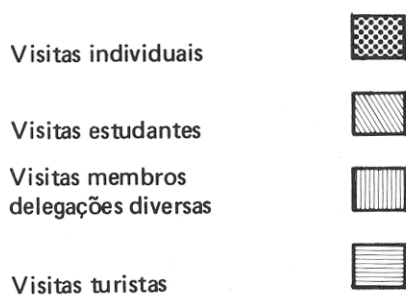 Visitas individuais
Visitas estudantes
Visitas membros
delegações diversas
Visitas turistas